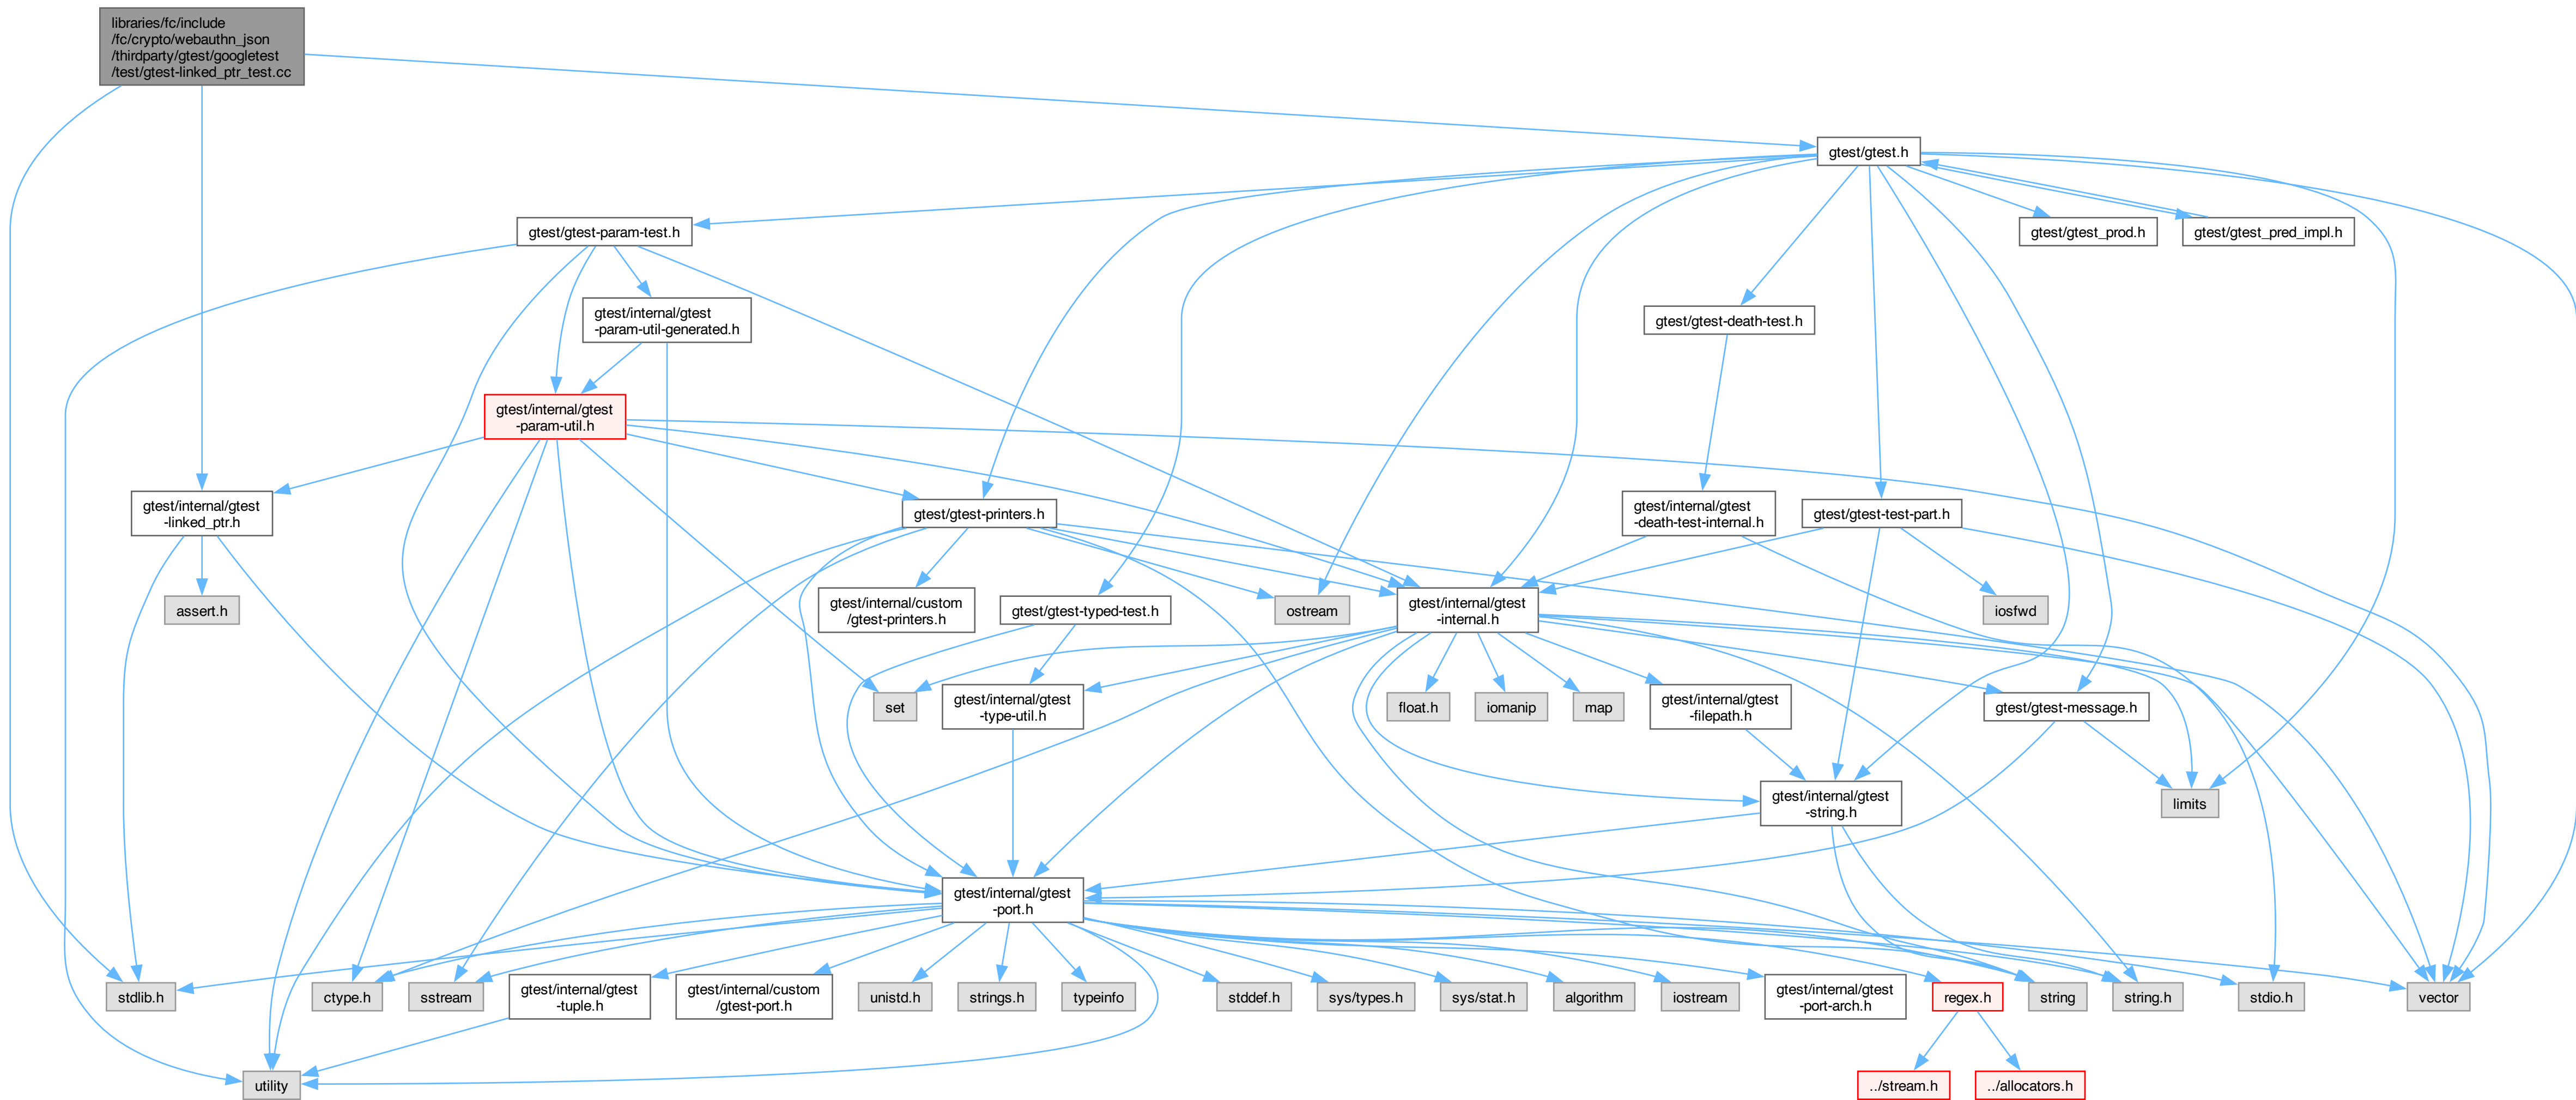 libraries/fc/include
/fc/crypto/webauthn_json
/thirdparty/gtest/googletest
/test/gtest-linked_ptr_test.cc
gtest/gtest.h
gtest/gtest-param-test.h
gtest/gtest_prod.h
gtest/gtest_pred_impl.h
gtest/internal/gtest
-param-util-generated.h
gtest/gtest-death-test.h
gtest/internal/gtest
-param-util.h
gtest/internal/gtest
-linked_ptr.h
gtest/gtest-printers.h
gtest/internal/gtest
-death-test-internal.h
gtest/gtest-test-part.h
assert.h
gtest/internal/custom
/gtest-printers.h
gtest/gtest-typed-test.h
ostream
gtest/internal/gtest
-internal.h
iosfwd
set
gtest/internal/gtest
-type-util.h
float.h
iomanip
map
gtest/internal/gtest
-filepath.h
gtest/gtest-message.h
gtest/internal/gtest
-string.h
limits
gtest/internal/gtest
-port.h
stdlib.h
ctype.h
sstream
gtest/internal/gtest
-tuple.h
gtest/internal/custom
/gtest-port.h
unistd.h
strings.h
typeinfo
stddef.h
sys/types.h
sys/stat.h
algorithm
iostream
gtest/internal/gtest
-port-arch.h
regex.h
string
string.h
stdio.h
vector
utility
../stream.h
../allocators.h